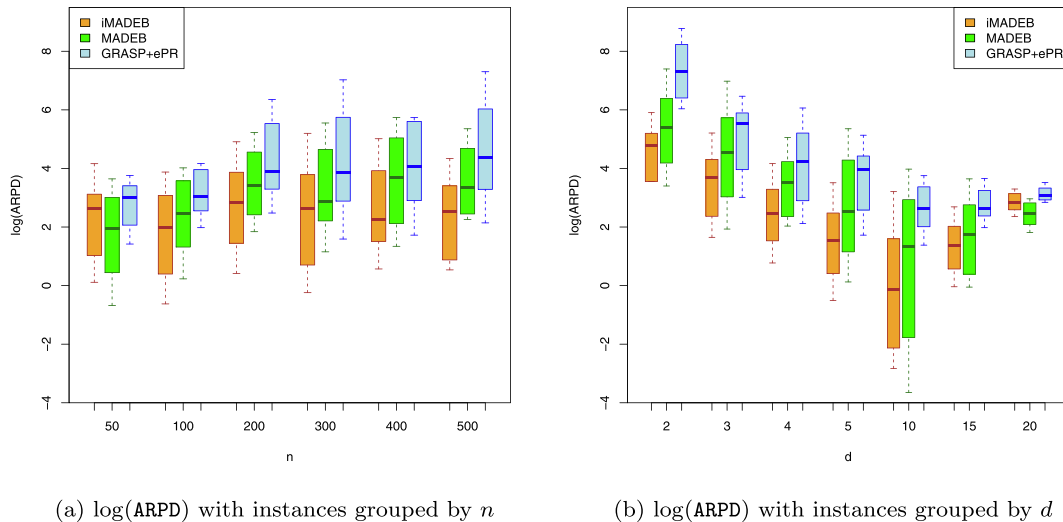 iMADEB
MADEB
GRASP+ePR
log(ARPD)
8
6
4
2
0
−2
−4
50 100 200 300 400 500
n
(a) log(ARPD) with instances grouped by n
iMADEB
MADEB
GRASP+ePR
log(ARPD)
8
6
4
2
0
−2
−4
2 3 4 5 10 15 20
d
(b) log(ARPD) with instances grouped by d